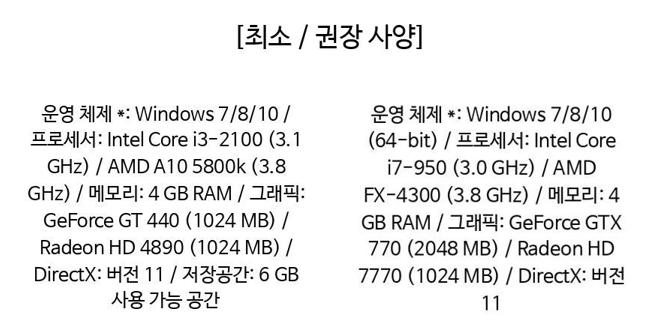 [최소 / 권장 사양]
운영 체제 *: Windows 7/8/10 /
프로세서: Intel Core i3-2100 (3.1
GHz) / AMD A10 5800k (3.8
GHz) / 메모리: 4 GB RAM / 그래픽:
GeForce GT 440 (1024 MB) /
Radeon HD 4890 (1024 MB) /
DirectX: 버전 11 / 저장공간: 6 GB
사용 가능 공간
운영 체제 *: Windows 7/8/10
(64-bit) / 프로세서: Intel Core
i7-950 (3.0 GHz) / AMD
FX-4300 (3.8 GHz) / 메모리: 4
GB RAM / 그래픽: GeForce GTX
770 (2048 MB) / Radeon HD
7770 (1024 MB) / DirectX: 버전
11